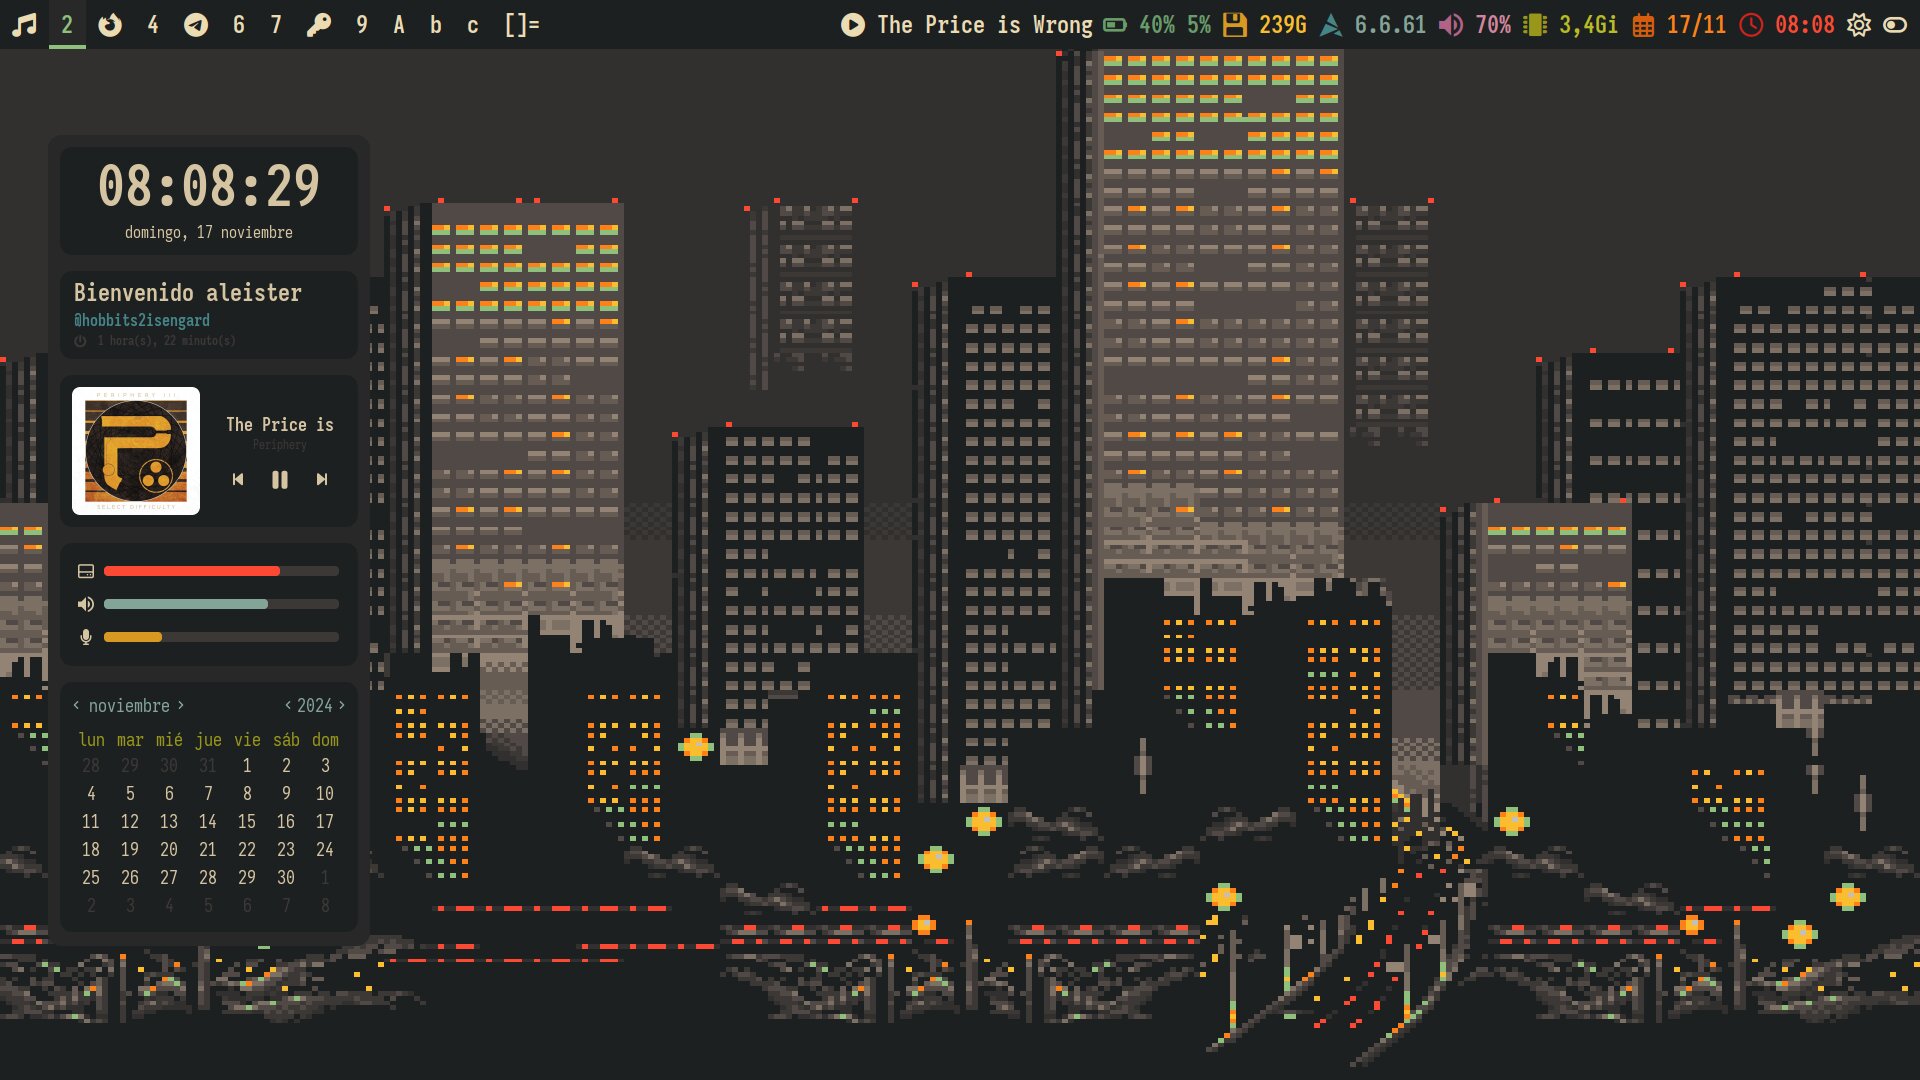 2 4 6 7 9 A b c []= The Price is Wrong 40% 5% 239G 6.6.61 70% 3,4Gi 17/11 08:08
08:08:29
domingo, 17 noviembre
Bienvenido aleister
@hobbits2isengard
1 hora(s), 22 minuto(s)
PERIPHERY III
SELECT DIFFICULTY
The Price is
Periphery
< noviembre > < 2024 >
lun mar mié jue vie sáb dom
28 29 30 31 1 2 3
4 5 6 7 8 9 10
11 12 13 14 15 16 17
18 19 20 21 22 23 24
25 26 27 28 29 30 1
2 3 4 5 6 7 8